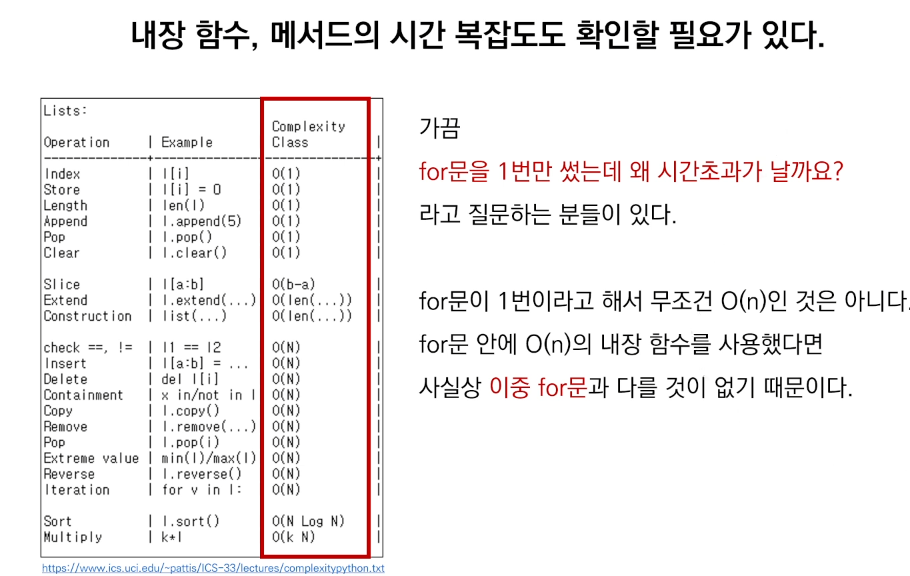 내장 함수, 메서드의 시간 복잡도도 확인할 필요가 있다.
Lists:
Complexity
Operation | Example Class |
Index | l[i] O(1) |
Store | l[i] = 0 O(1) |
Length | len(l) O(1) |
Append | l.append(5) O(1) |
Pop | l.pop() O(1) |
Clear | l.clear() O(1) |
Slice | l[a:b] O(b-a) |
Extend | l.extend(...) O(len(...)) |
Construction | list(...) O(len(...)) |
check ==, != | l1 == l2 O(N) |
Insert | l[a:b] = ... O(N) |
Delete | del l[i] O(N) |
Containment | x in/not in l O(N) |
Copy | l.copy() O(N) |
Remove | l.remove(...) O(N) |
Pop | l.pop(i) O(N) |
Extreme value | min(l)/max(l) O(N) |
Reverse | l.reverse() O(N) |
Iteration | for v in l: O(N) |
Sort | l.sort() O(N Log N) |
Multiply | k*l O(k N) |
https://www.ics.uci.edu/~pattis/ICS-33/lectures/complexitypython.txt
가끔
for문을 1번만 썼는데 왜 시간초과가 날까요?
라고 질문하는 분들이 있다.
for문이 1번이라고 해서 무조건 O(n)인 것은 아니다.
for문 안에 O(n)의 내장 함수를 사용했다면
사실상 이중 for문과 다를 것이 없기 때문이다.